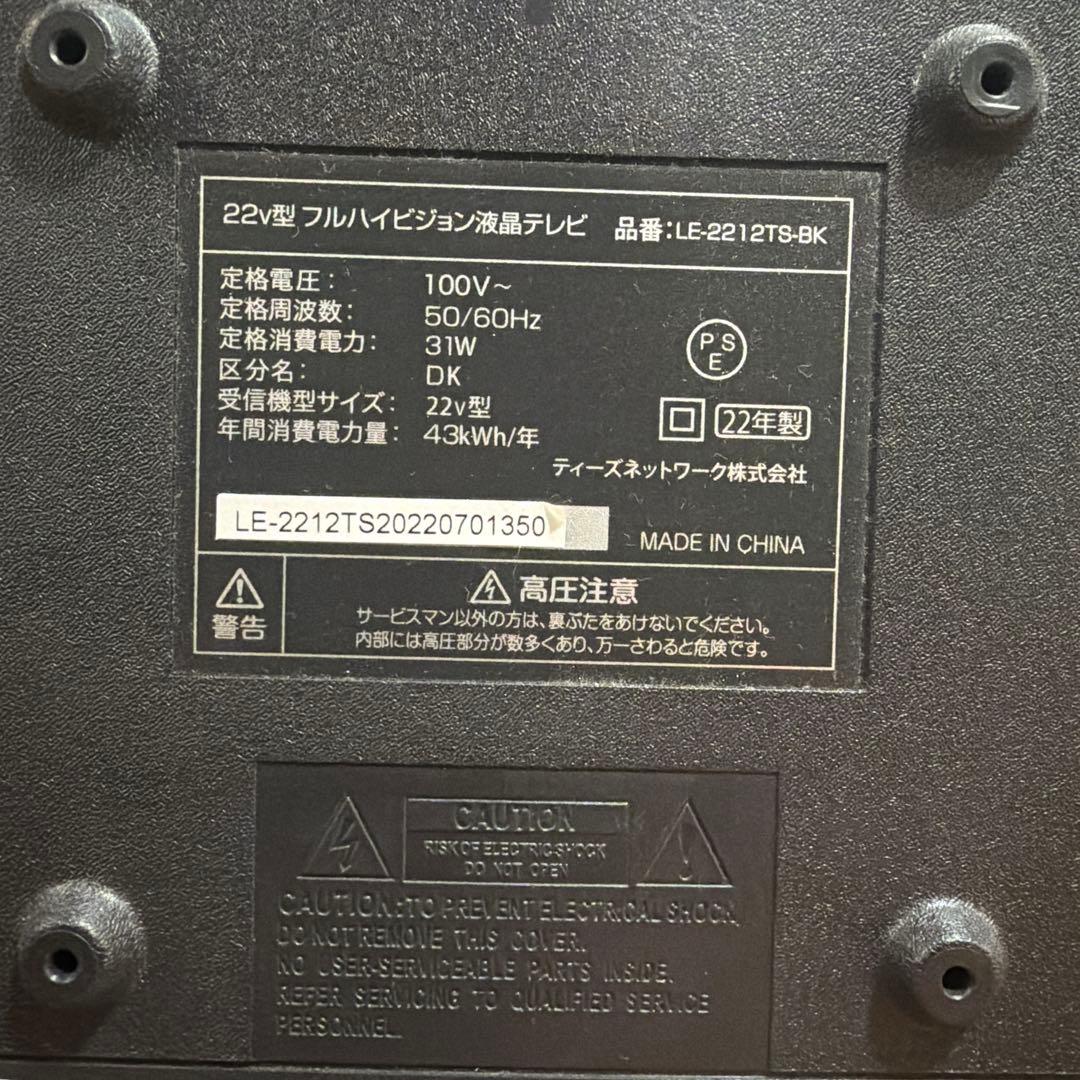 22v型 フルハイビジョン液晶テレビ 品番:LE-2212TS-BK
定格電圧: 100V~
定格周波数: 50/60Hz
定格消費電力: 31W
区分名: DK
受信機型サイズ: 22v型
年間消費電力量: 43kWh/年
PSE
22年製
ティーズネットワーク株式会社
LE-2212TS20220701350
MADE IN CHINA
警告
高圧注意
サービスマン以外の方は、裏ぶたをあけないでください。
内部には高圧部分が数多くあり、万一さわると危険です。
CAUTION
RISK OF ELECTRIC SHOCK
DO NOT OPEN
CAUTION:TO PREVENT ELECTRICAL SHOCK,
DO NOT REMOVE THIS COVER.
NO USER-SERVICEABLE PARTS INSIDE.
REFER SERVICING TO QUALIFIED SERVICE
PERSONNEL.